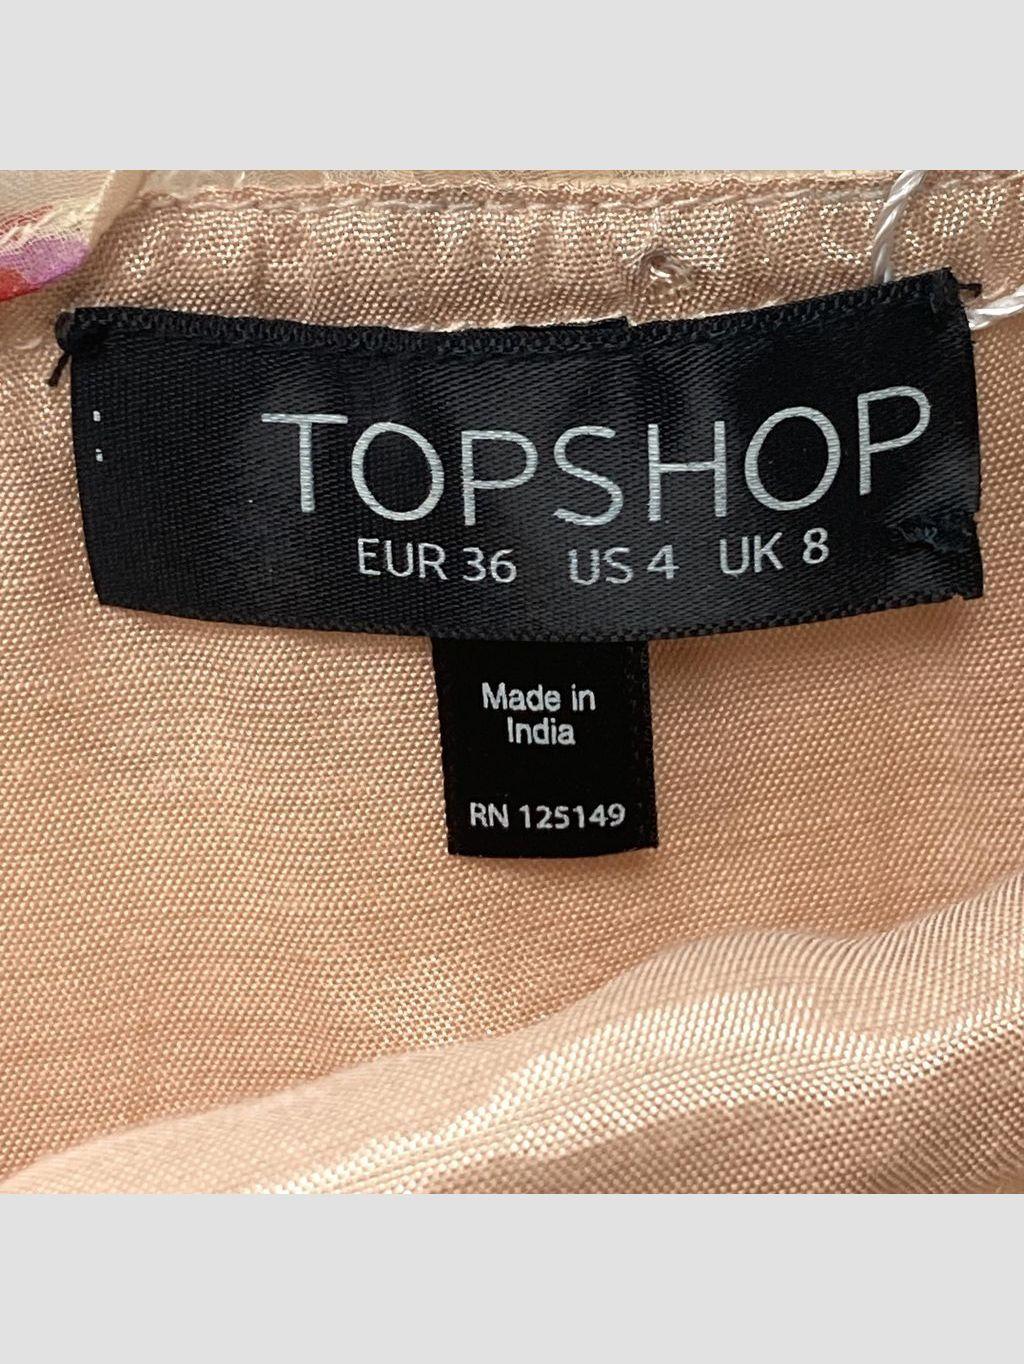 TOPSHOP
EUR 36 US 4 UK 8
Made in
India
RN 125149